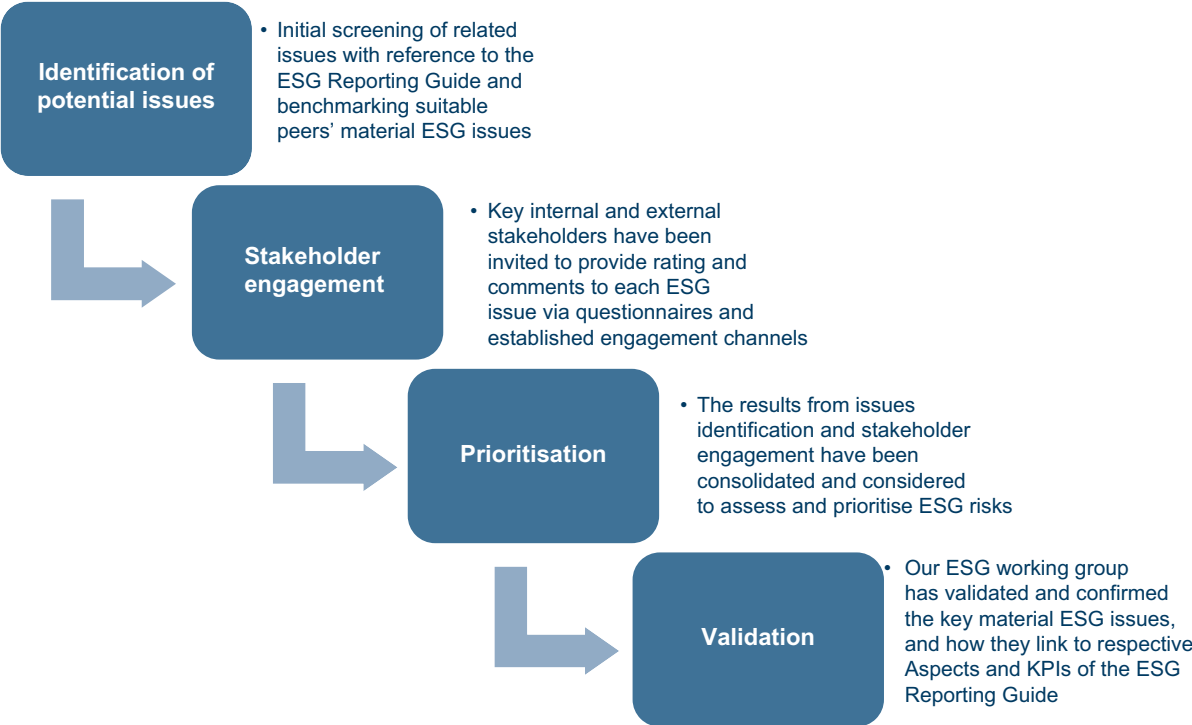 Identification of
potential issues
• Initial screening of related
issues with reference to the
ESG Reporting Guide and
benchmarking suitable
peers’ material ESG issues
Stakeholder
engagement
• Key internal and external
stakeholders have been
invited to provide rating and
comments to each ESG
issue via questionnaires and
established engagement channels
Prioritisation
• The results from issues
identification and stakeholder
engagement have been
consolidated and considered
to assess and prioritise ESG risks
Validation
• Our ESG working group
has validated and confirmed
the key material ESG issues,
and how they link to respective
Aspects and KPIs of the ESG
Reporting Guide